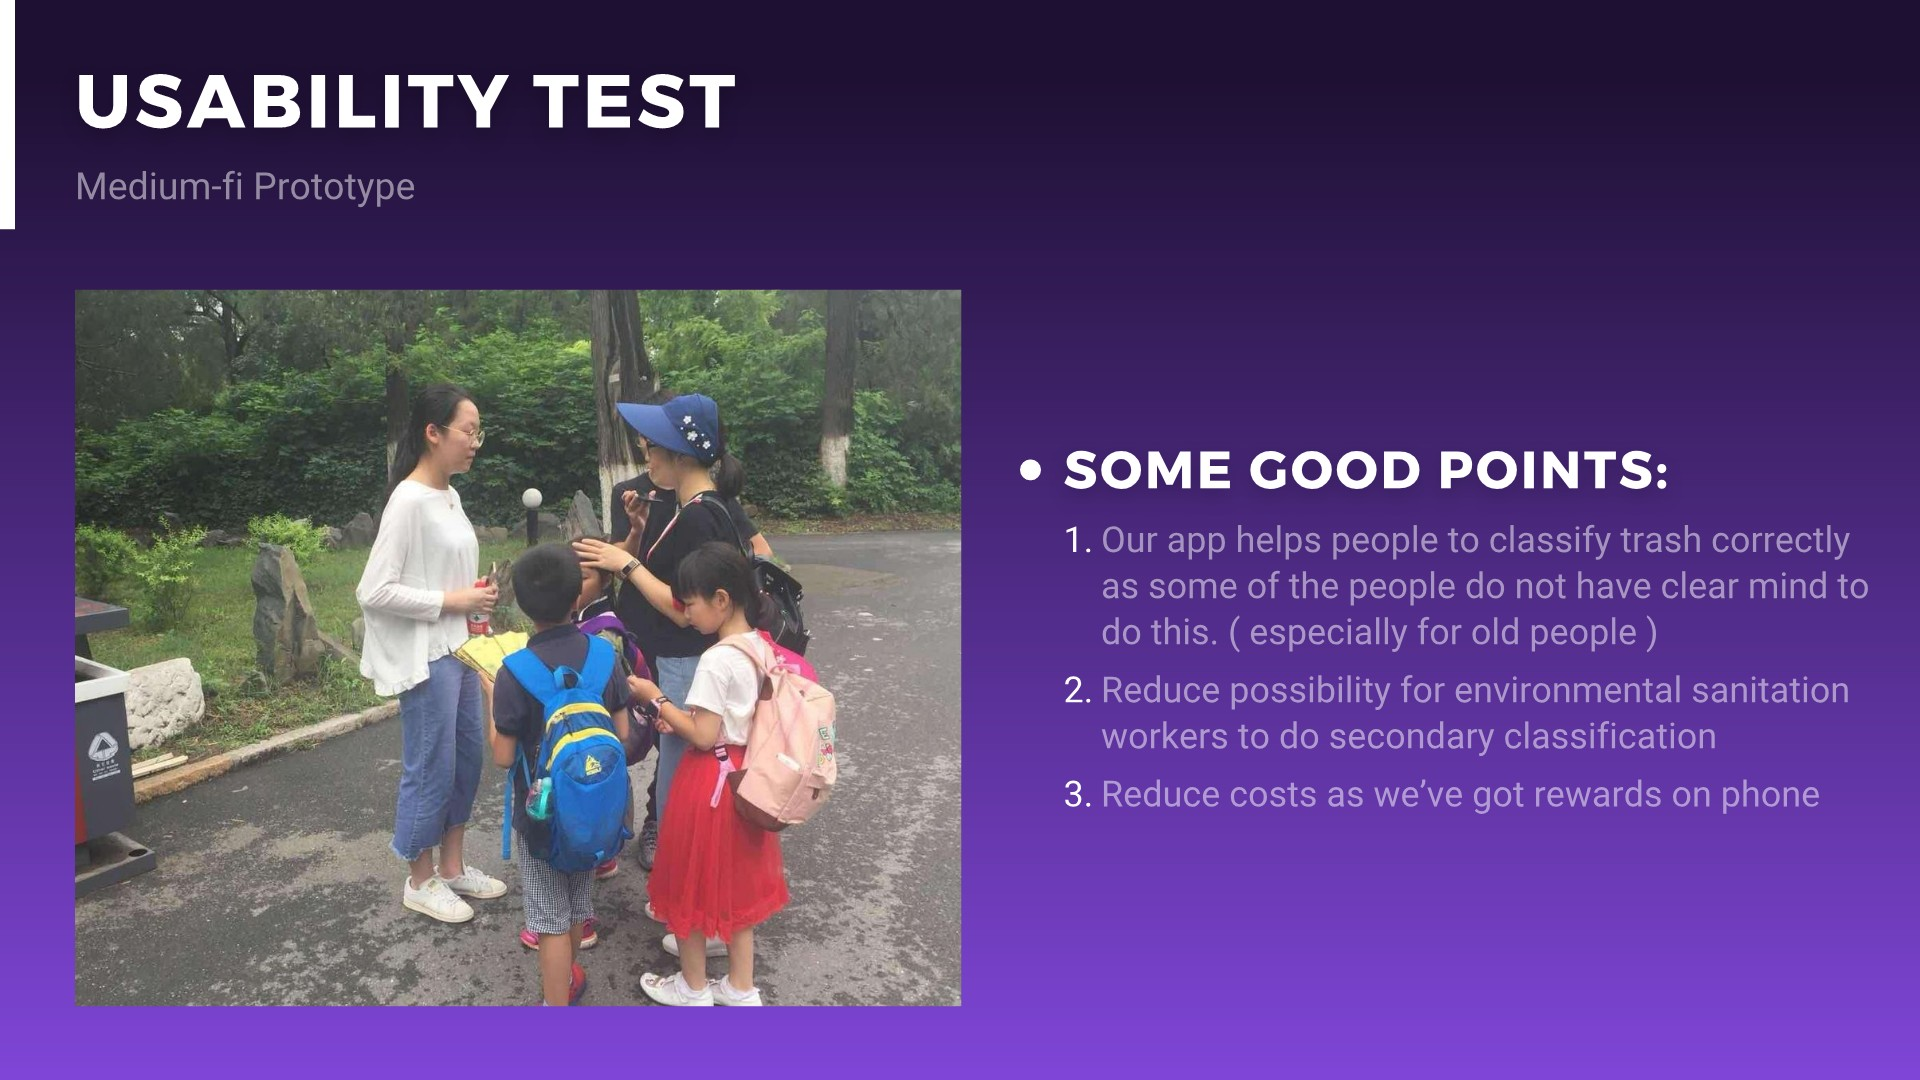 USABILITY TEST
Medium-fi Prototype
• SOME GOOD POINTS:
1. Our app helps people to classify trash correctly
as some of the people do not have clear mind to
do this. ( especially for old people )
2. Reduce possibility for environmental sanitation
workers to do secondary classification
3. Reduce costs as we’ve got rewards on phone